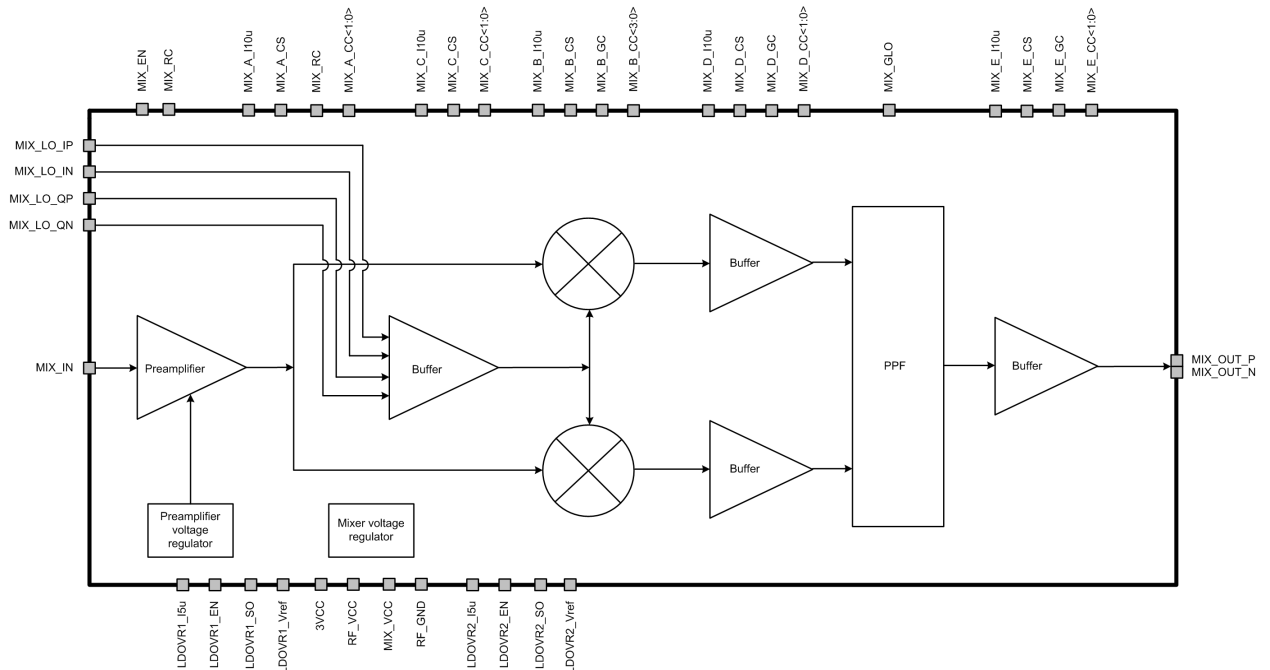 MIX_EN
MIX_RC
MIX_A_I10u
MIX_A_CS
MIX_RC
MIX_A_CC<1:0>
MIX_C_I10u
MIX_C_CS
MIX_C_CC<1:0>
MIX_B_I10u
MIX_B_CS
MIX_B_GC
MIX_B_CC<3:0>
MIX_D_I10u
MIX_D_CS
MIX_D_GC
MIX_D_CC<1:0>
MIX_GLO
MIX_E_I10u
MIX_E_CS
MIX_E_GC
MIX_E_CC<1:0>
MIX_LO_IP
MIX_LO_IN
MIX_LO_QP
MIX_LO_QN
MIX_IN
Preamplifier
Buffer
Buffer
Buffer
PPF
Buffer
MIX_OUT_P
MIX_OUT_N
Preamplifier
voltage
regulator
Mixer voltage
regulator
LDOVR1_I5u
LDOVR1_EN
LDOVR1_SO
LDOVR1_Vref
3VCC
RF_VCC
MIX_VCC
RF_GND
LDOVR2_I5u
LDOVR2_EN
LDOVR2_SO
LDOVR2_Vref